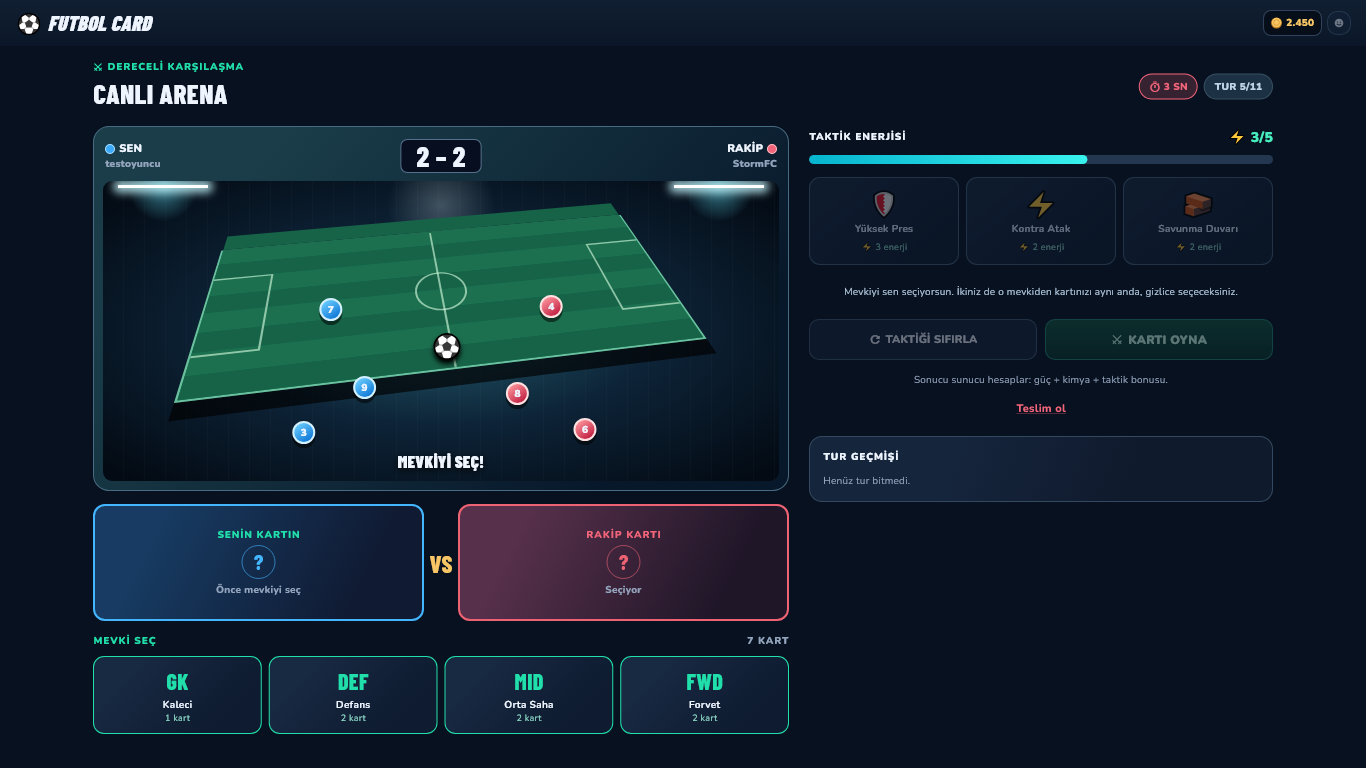 FUTBOL CARD
2.450
DERECELİ KARŞILAŞMA
CANLI ARENA
3 SN
TUR 5/11
SEN
testoyuncu
2 – 2
RAKİP
StormFC
7
4
9
8
3
6
MEVKİYİ SEÇ!
SENİN KARTIN
?
Önce mevkiyi seç
VS
RAKİP KARTI
?
Seçiyor
MEVKİ SEÇ
7 KART
GK
Kaleci
1 kart
DEF
Defans
2 kart
MID
Orta Saha
2 kart
FWD
Forvet
2 kart
TAKTİK ENERJİSİ
3/5
Yüksek Pres
3 enerji
Kontra Atak
2 enerji
Savunma Duvarı
2 enerji
Mevkiyi sen seçiyorsun. İkiniz de o mevkiden kartınızı aynı anda, gizlice seçeceksiniz.
TAKTİĞİ SIFIRLA
KARTI OYNA
Sonucu sunucu hesaplar: güç + kimya + taktik bonusu.
Teslim ol
TUR GEÇMİŞİ
Henüz tur bitmedi.